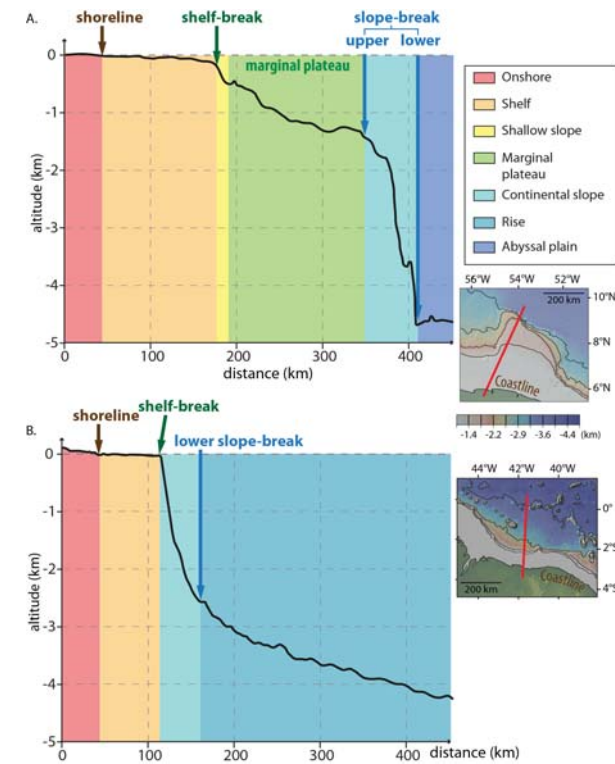 A.
shoreline
shelf-break
slope-break
upper lower
marginal plateau
0
-1
-2
-3
-4
-5
altitude (km)
0 100 200 300 400
distance (km)
Onshore
Shelf
Shallow slope
Marginal
plateau
Continental slope
Rise
Abyssal plain
56°W 54°W 52°W
200 km
10°N
8°N
6°N
Coastline
-1.4 -2.2 -2.9 -3.6 -4.4 (km)
B.
shoreline
shelf-break
lower slope-break
0
-1
-2
-3
-4
-5
altitude (km)
0 100 200 300 400 distance (km)
44°W 42°W 40°W
0°
2°S
4°S
Coastline
200 km